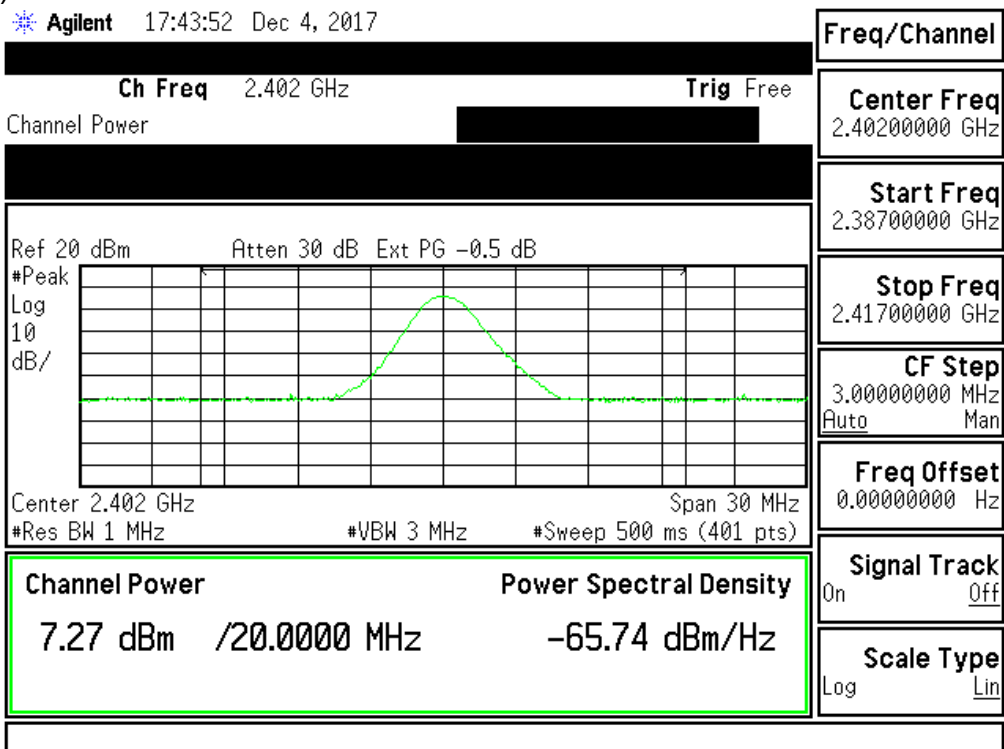 )
Agilent 17:43:52 Dec 4, 2017
Ch Freq 2.402 GHz Trig Free
Channel Power
Ref 20 dBm Atten 30 dB Ext PG -0.5 dB
#Peak
Log
10
dB/
Center 2.402 GHz Span 30 MHz
#Res BW 1 MHz #VBW 3 MHz #Sweep 500 ms (401 pts)
Channel Power Power Spectral Density
7.27 dBm /20.0000 MHz -65.74 dBm/Hz
Freq/Channel
Center Freq
2.40200000 GHz
Start Freq
2.38700000 GHz
Stop Freq
2.41700000 GHz
CF Step
3.00000000 MHz
Auto Man
Freq Offset
0.00000000 Hz
Signal Track
On Off
Scale Type
Log Lin